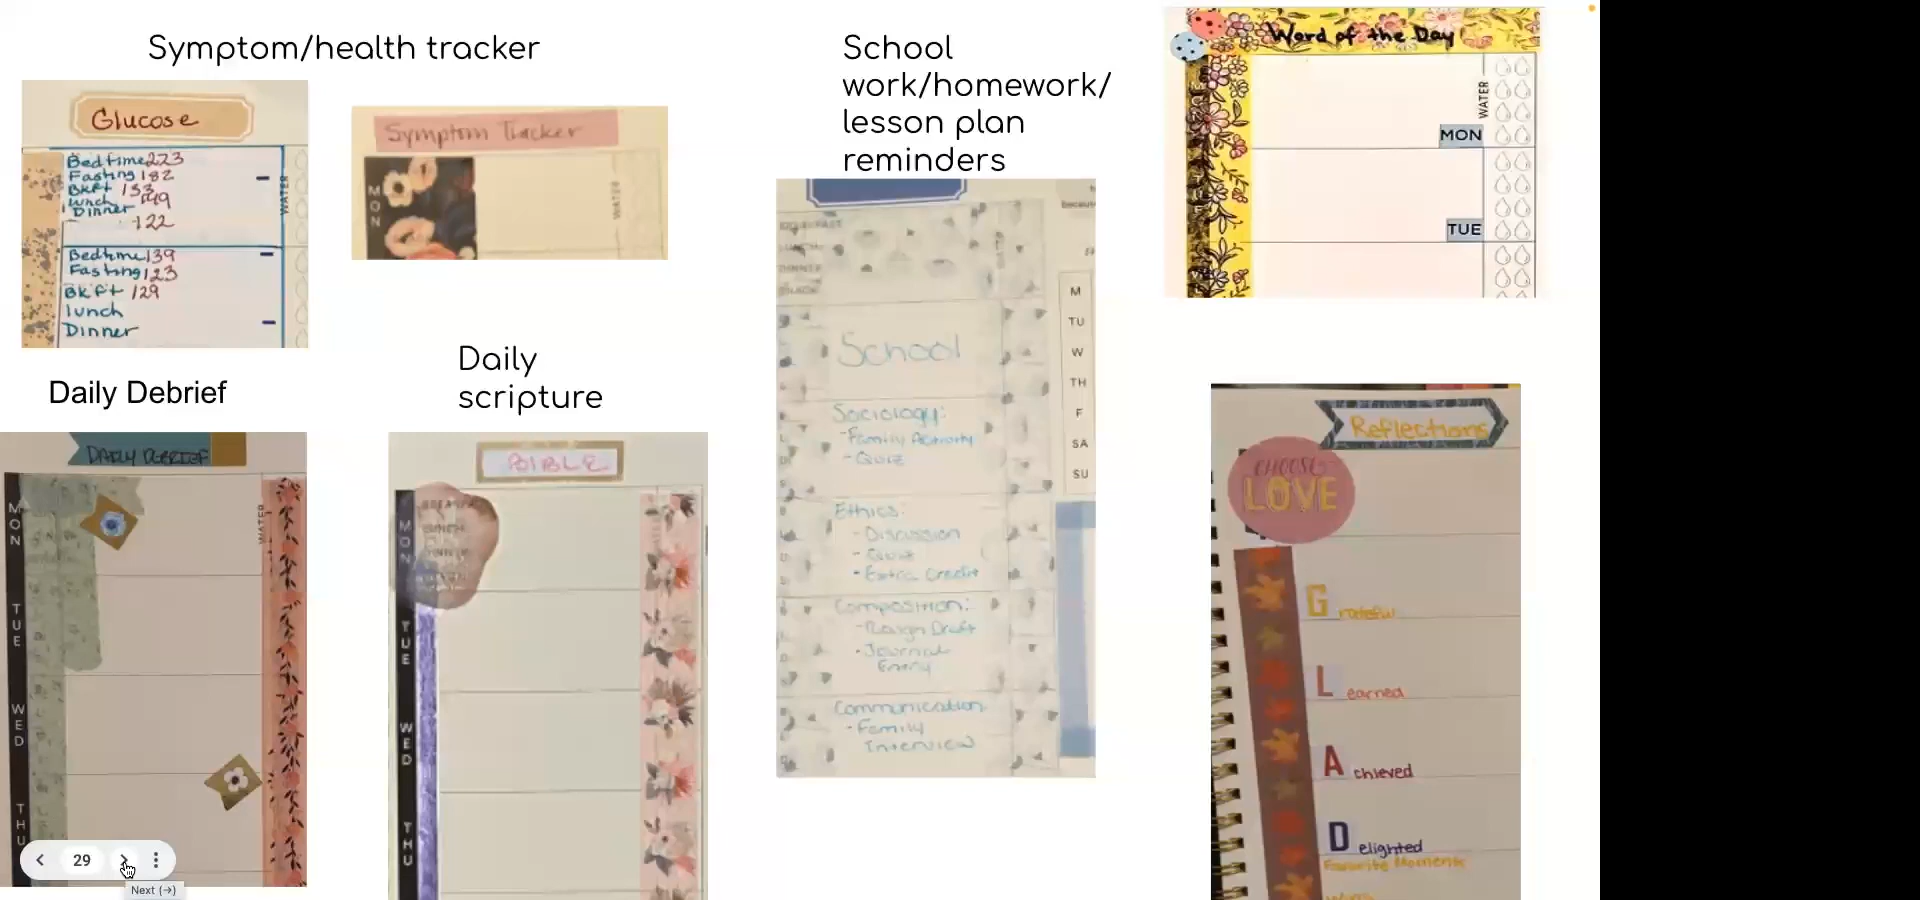 Symptom/health tracker
Glucose
Bedtime 223
Fasting 182
Bkft 153
lunch 149
Dinner
122
WATER
Bedtime 139
Fasting 123
Bkft 129
lunch
Dinner
Symptom Tracker
MON
WATER
Daily Debrief
DAILY DEBRIEF
MON
WATER
TUE
WED
THU
Daily
scripture
BIBLE
MON
TUE
WED
THU
School
work/homework/
lesson plan
reminders
School
Sociology:
- Family Activity
- Quiz
Ethics:
- Discussion
- Quiz
• Extra Credit
Composition:
- Rough Draft
• Journal
Entry
Communication
- Family
Interview
M
TU
W
TH
F
SA
SU
Word of the Day
WATER
MON
TUE
Reflections
CHOOSE
LOVE
Grateful
Learned
Achieved
Delighted
Favorite Moments
29
Next (→)